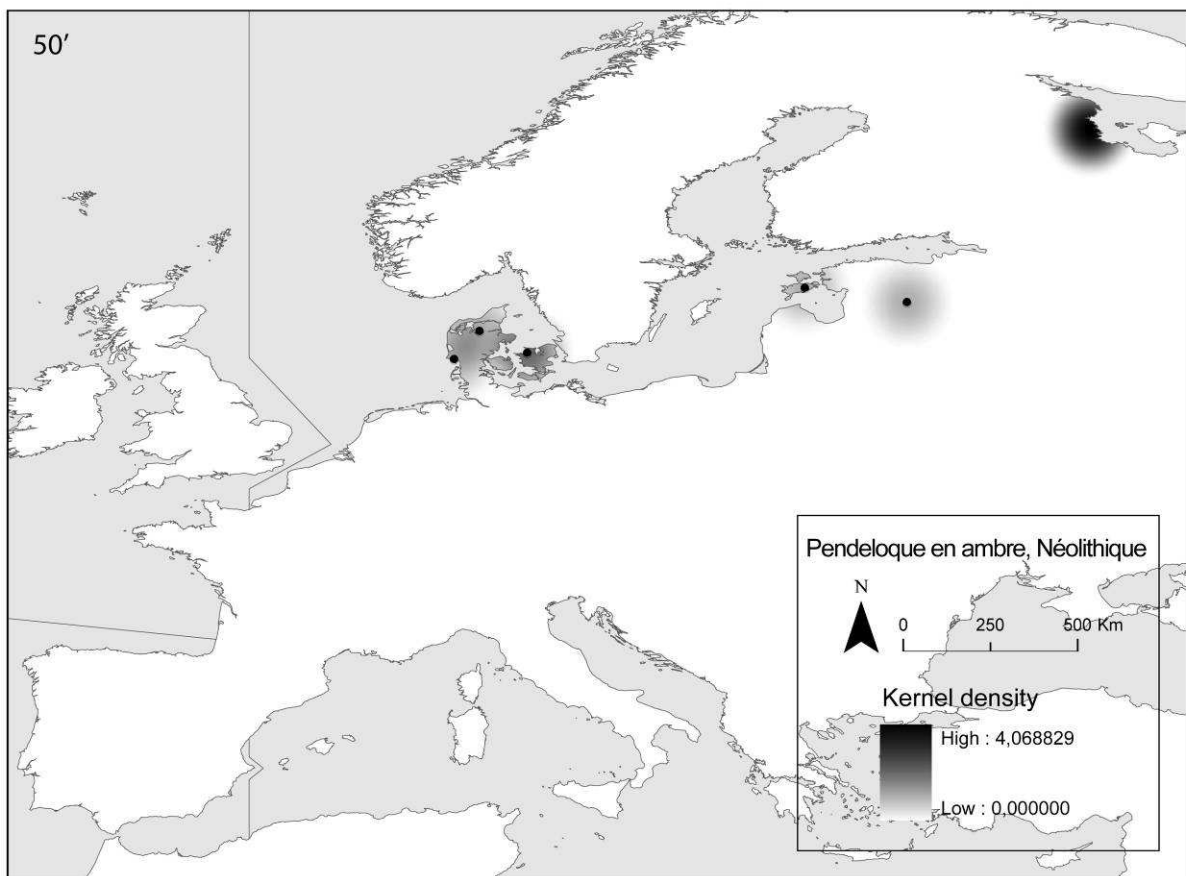 50’
Pendeloque en ambre, Néolithique
N
0 250 500 Km
Kernel density
High : 4,068829
Low : 0,000000